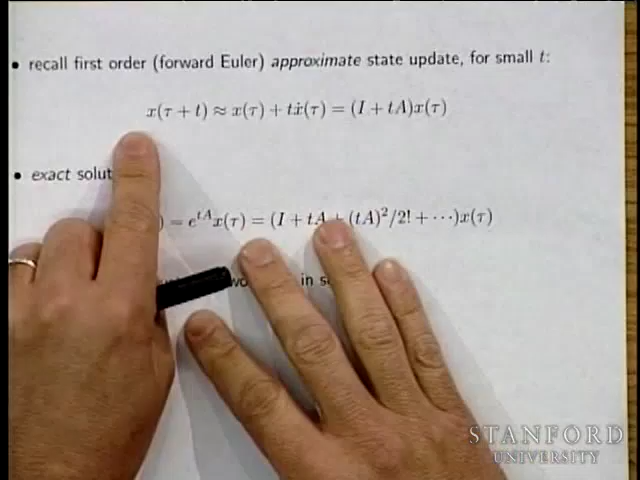 • recall first order (forward Euler) approximate state update, for small t:
x(τ + t) ≈ x(τ) + tẋ(τ) = (I + tA)x(τ)
• exact solut
) = e^{tA}x(τ) = (I + tA + (tA)²/2! + ···)x(τ)
in
STANFORD
UNIVERSITY